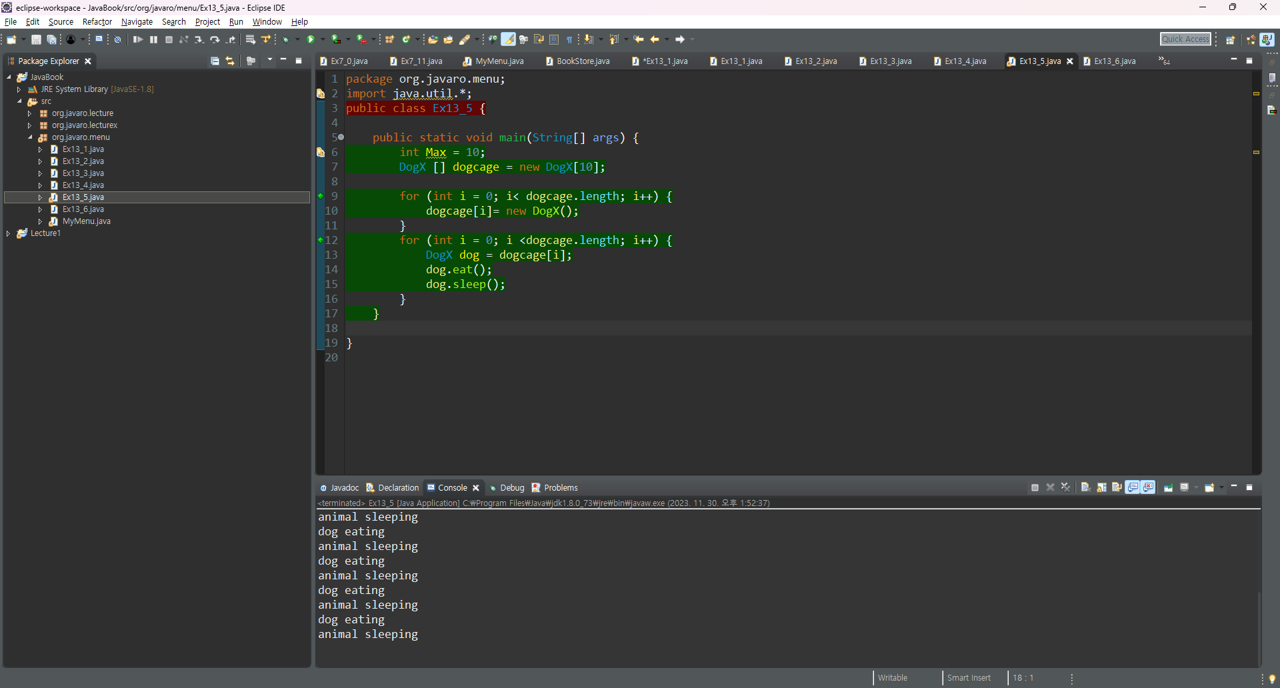 eclipse-workspace - JavaBook/src/org/javaro/menu/Ex13_5.java - Eclipse IDE
File Edit Source Refactor Navigate Search Project Run Window Help
Quick Access
Package Explorer
JavaBook
JRE System Library [JavaSE-1.8]
src
org.javaro.lecture
org.javaro.lecturex
org.javaro.menu
Ex13_1.java
Ex13_2.java
Ex13_3.java
Ex13_4.java
Ex13_5.java
Ex13_6.java
MyMenu.java
Lecture1
Ex7_0.java Ex7_11.java MyMenu.java BookStore.java *Ex13_1.java Ex13_1.java Ex13_2.java Ex13_3.java Ex13_4.java Ex13_5.java Ex13_6.java
1 package org.javaro.menu;
2 import java.util.*;
3 public class Ex13_5 {
4
5 public static void main(String[] args) {
6 int Max = 10;
7 DogX [] dogcage = new DogX[10];
8
9 for (int i = 0; i< dogcage.length; i++) {
10 dogcage[i]= new DogX();
11 }
12 for (int i = 0; i <dogcage.length; i++) {
13 DogX dog = dogcage[i];
14 dog.eat();
15 dog.sleep();
16 }
17 }
18
19 }
20
Javadoc Declaration Console Debug Problems
<terminated> Ex13_5 [Java Application] C:₩Program Files₩Java₩jdk1.8.0_73₩jre₩bin₩javaw.exe (2023. 11. 30. 오후 1:52:37)
animal sleeping
dog eating
animal sleeping
dog eating
animal sleeping
dog eating
animal sleeping
dog eating
animal sleeping
Writable Smart Insert 18 : 1